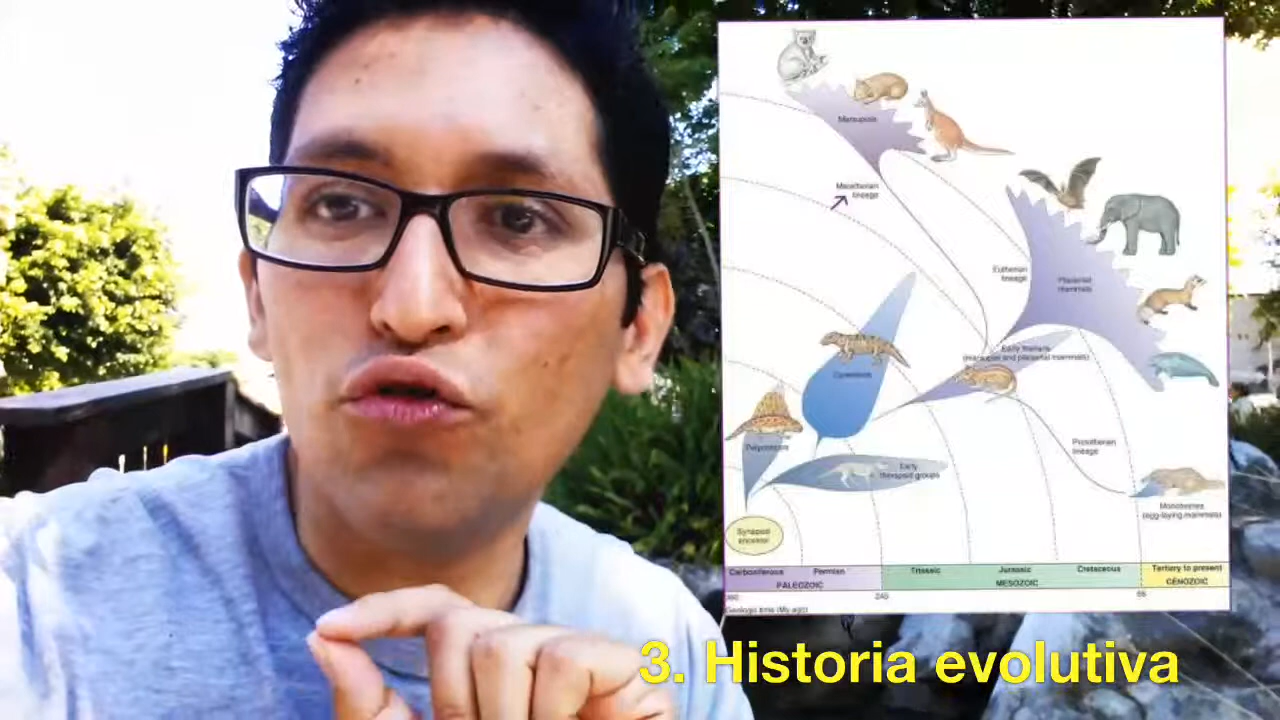 Marsupials
Metatherian
lineage
Eutherian
lineage
Placental
mammals
Early therians
(marsupial and placental mammals)
Cynodonts
Pelycosaurs
Early
therapsid groups
Prototherian
lineage
Monotremes
(egg-laying mammals)
Synapsid
ancestor
Carboniferous Permian Triassic Jurassic Cretaceous Tertiary to present
PALEOZOIC MESOZOIC CENOZOIC
245
Geologic time (My ago)
3. Historia evolutiva